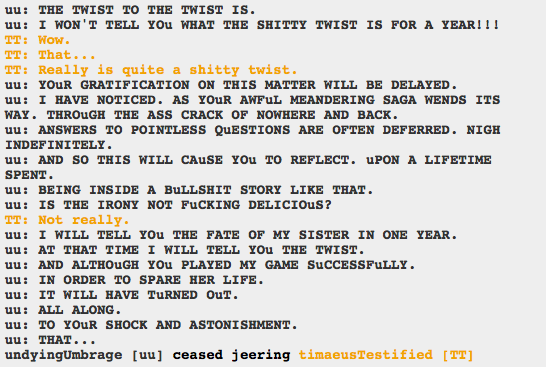 uu: THE TWIST TO THE TWIST IS.
uu: I WON'T TELL YOu WHAT THE SHITTY TWIST IS FOR A YEAR!!!
TT: Wow.
TT: That...
TT: Really is quite a shitty twist.
uu: YOuR GRATIFICATION ON THIS MATTER WILL BE DELAYED.
uu: I HAVE NOTICED. AS YOuR AWFuL MEANDERING SAGA WENDS ITS
WAY. THROuGH THE ASS CRACK OF NOWHERE AND BACK.
uu: ANSWERS TO POINTLESS QuESTIONS ARE OFTEN DEFERRED. NIGH
INDEFINITELY.
uu: AND SO THIS WILL CAuSE YOu TO REFLECT. uPON A LIFETIME
SPENT.
uu: BEING INSIDE A BuLLSHIT STORY LIKE THAT.
uu: IS THE IRONY NOT FuCKING DELICIOuS?
TT: Not really.
uu: I WILL TELL YOu THE FATE OF MY SISTER IN ONE YEAR.
uu: AT THAT TIME I WILL TELL YOu THE TWIST.
uu: AND ALTHOuGH YOu PLAYED MY GAME SuCCESSFuLLY.
uu: IN ORDER TO SPARE HER LIFE.
uu: IT WILL HAVE TuRNED OuT.
uu: ALL ALONG.
uu: TO YOuR SHOCK AND ASTONISHMENT.
uu: THAT...
undyingUmbrage [uu] ceased jeering timaeusTestified [TT]